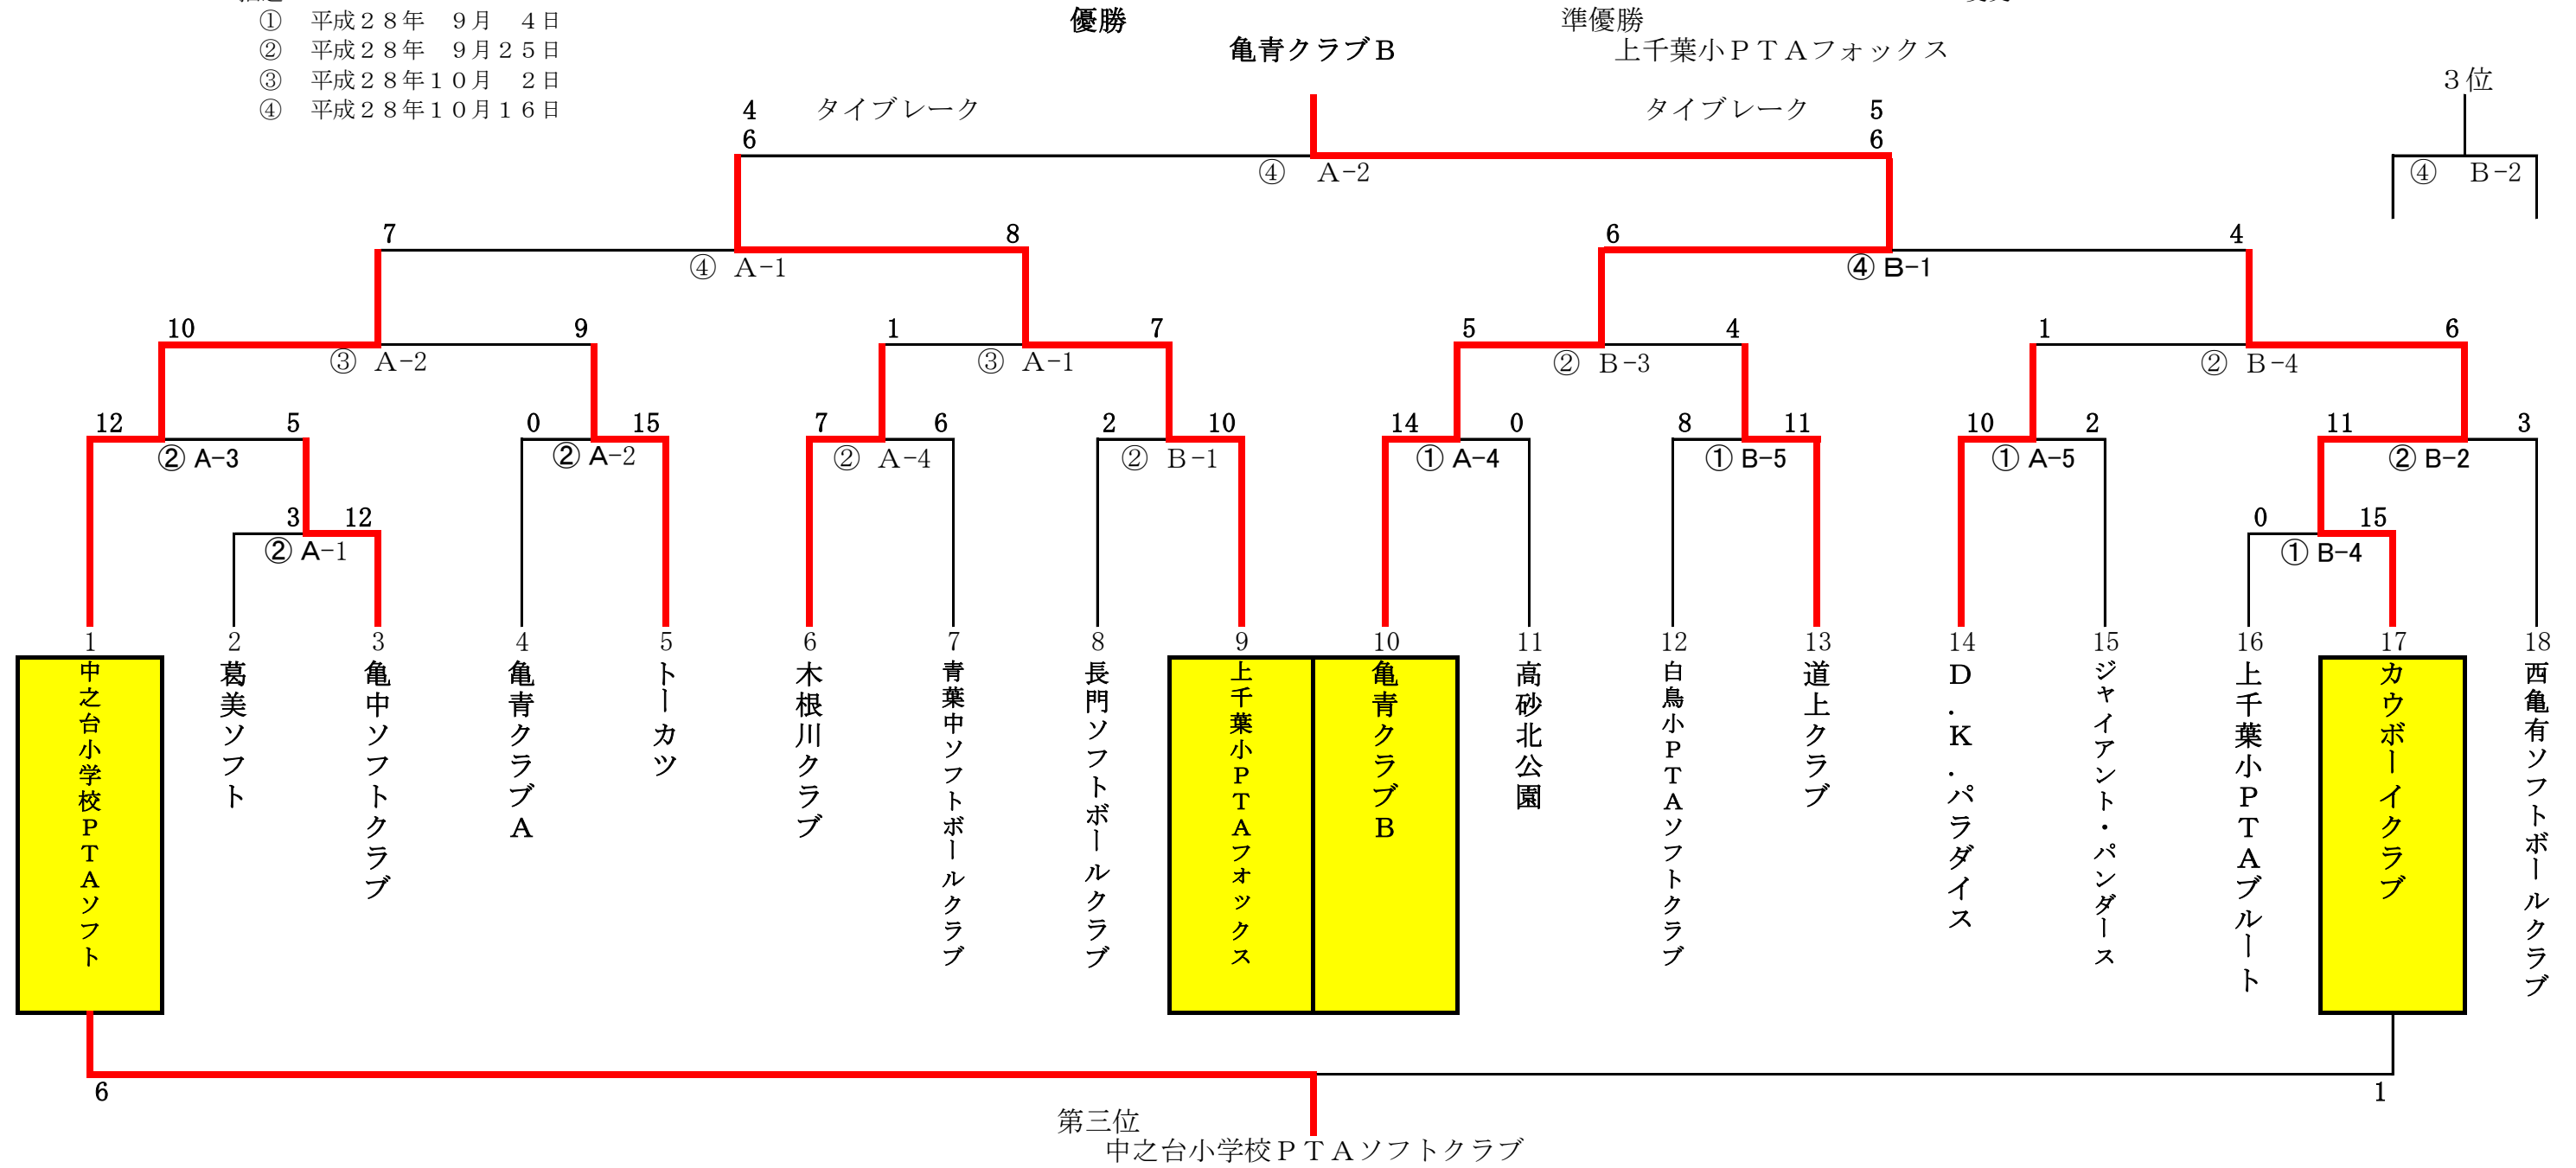 ①　平成２８年　９月　４日
②　平成２８年　９月２５日
③　平成２８年１０月　２日
④　平成２８年１０月１６日
優勝
亀青クラブＢ
準優勝
上千葉小ＰＴＡフォックス
３位
4 タイブレーク タイブレーク 5
6 6
④ Ａ-2
④ Ｂ-2
7 8 6 4
④ Ａ-1
④ B-1
10 9 1 7 5 4 1 6
③ Ａ-2
③ Ａ-1
② Ｂ-3
② Ｂ-4
12 5 0 15 7 6 2 10 14 0 8 11 10 2 11 3
② A-3
② A-2
② Ａ-4
② Ｂ-1
① A-4
① B-5
① A-5
② B-2
3 12 0 15
② A-1
① B-4
1 2 3 4 5 6 7 8 9 10 11 12 13 14 15 16 17 18
中之台小学校ＰＴＡソフト
葛美ソフト
亀中ソフトクラブ
亀青クラブＡ
トーカツ
木根川クラブ
青葉中ソフトボールクラブ
長門ソフトボールクラブ
上千葉小ＰＴＡフォックス
亀青クラブＢ
高砂北公園
白鳥小ＰＴＡソフトクラブ
道上クラブ
Ｄ．Ｋ．パラダイス
ジャイアント・パンダース
上千葉小ＰＴＡブルート
カウボーイクラブ
西亀有ソフトボールクラブ
6 1
第三位
中之台小学校ＰＴＡソフトクラブ